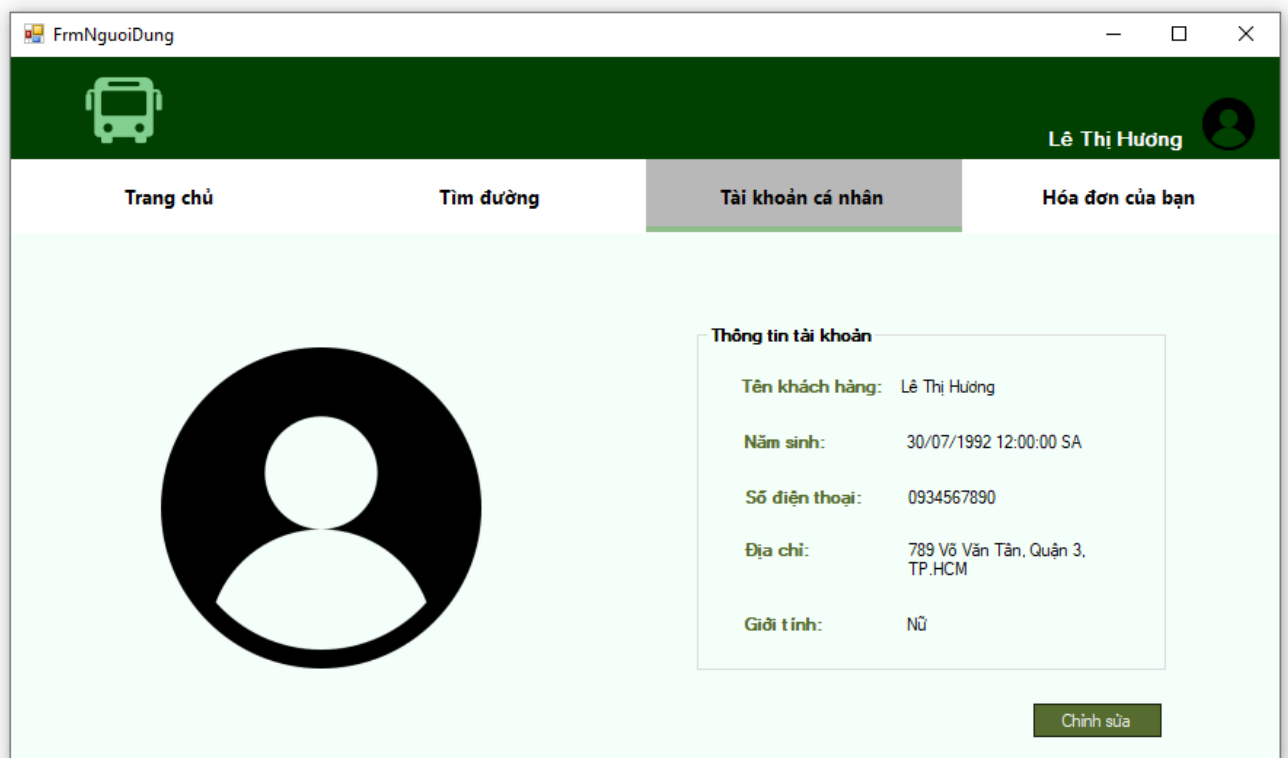 FrmNguoiDung
Lê Thị Hương
Trang chủ
Tìm đường
Tài khoản cá nhân
Hóa đơn của bạn
Thông tin tài khoản
Tên khách hàng: Lê Thị Hương
Năm sinh: 30/07/1992 12:00:00 SA
Số điện thoại: 0934567890
Địa chỉ: 789 Võ Văn Tần, Quận 3,
TP.HCM
Giới tính: Nữ
Chỉnh sửa